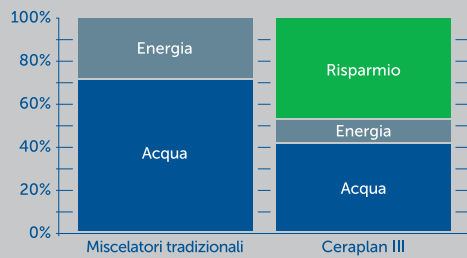 100%
80%
60%
40%
20%
0%
Energia
Acqua
Risparmio
Energia
Acqua
Miscelatori tradizionali
Ceraplan III